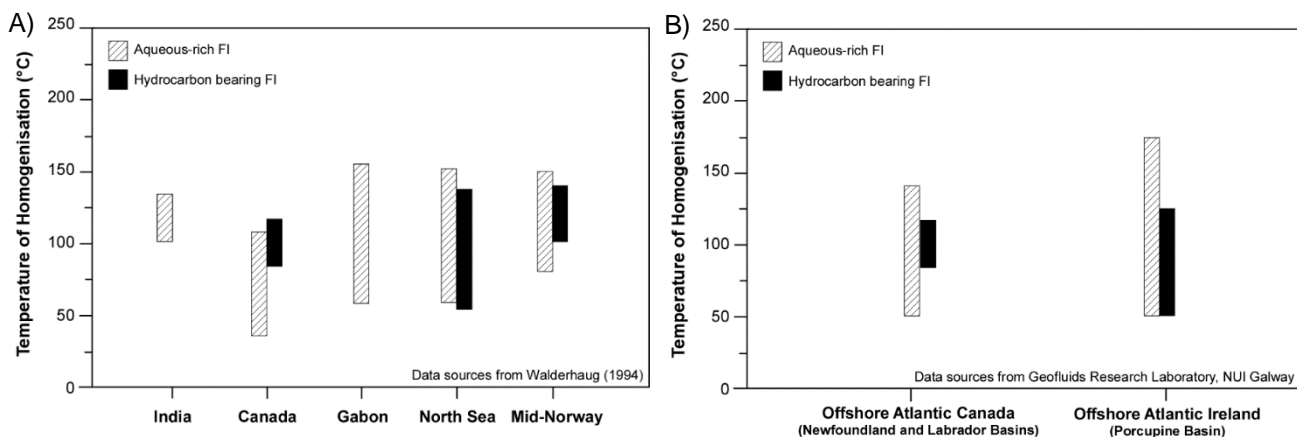 A)
Temperature of Homogenisation (°C)
250
200
150
100
50
0
Aqueous-rich FI
Hydrocarbon bearing FI
Data sources from Walderhaug (1994)
India
Canada
Gabon
North Sea
Mid-Norway
B)
Temperature of Homogenisation (°C)
250
200
150
100
50
0
Aqueous-rich FI
Hydrocarbon bearing FI
Data sources from Geofluids Research Laboratory, NUI Galway
Offshore Atlantic Canada
(Newfoundland and Labrador Basins)
Offshore Atlantic Ireland
(Porcupine Basin)